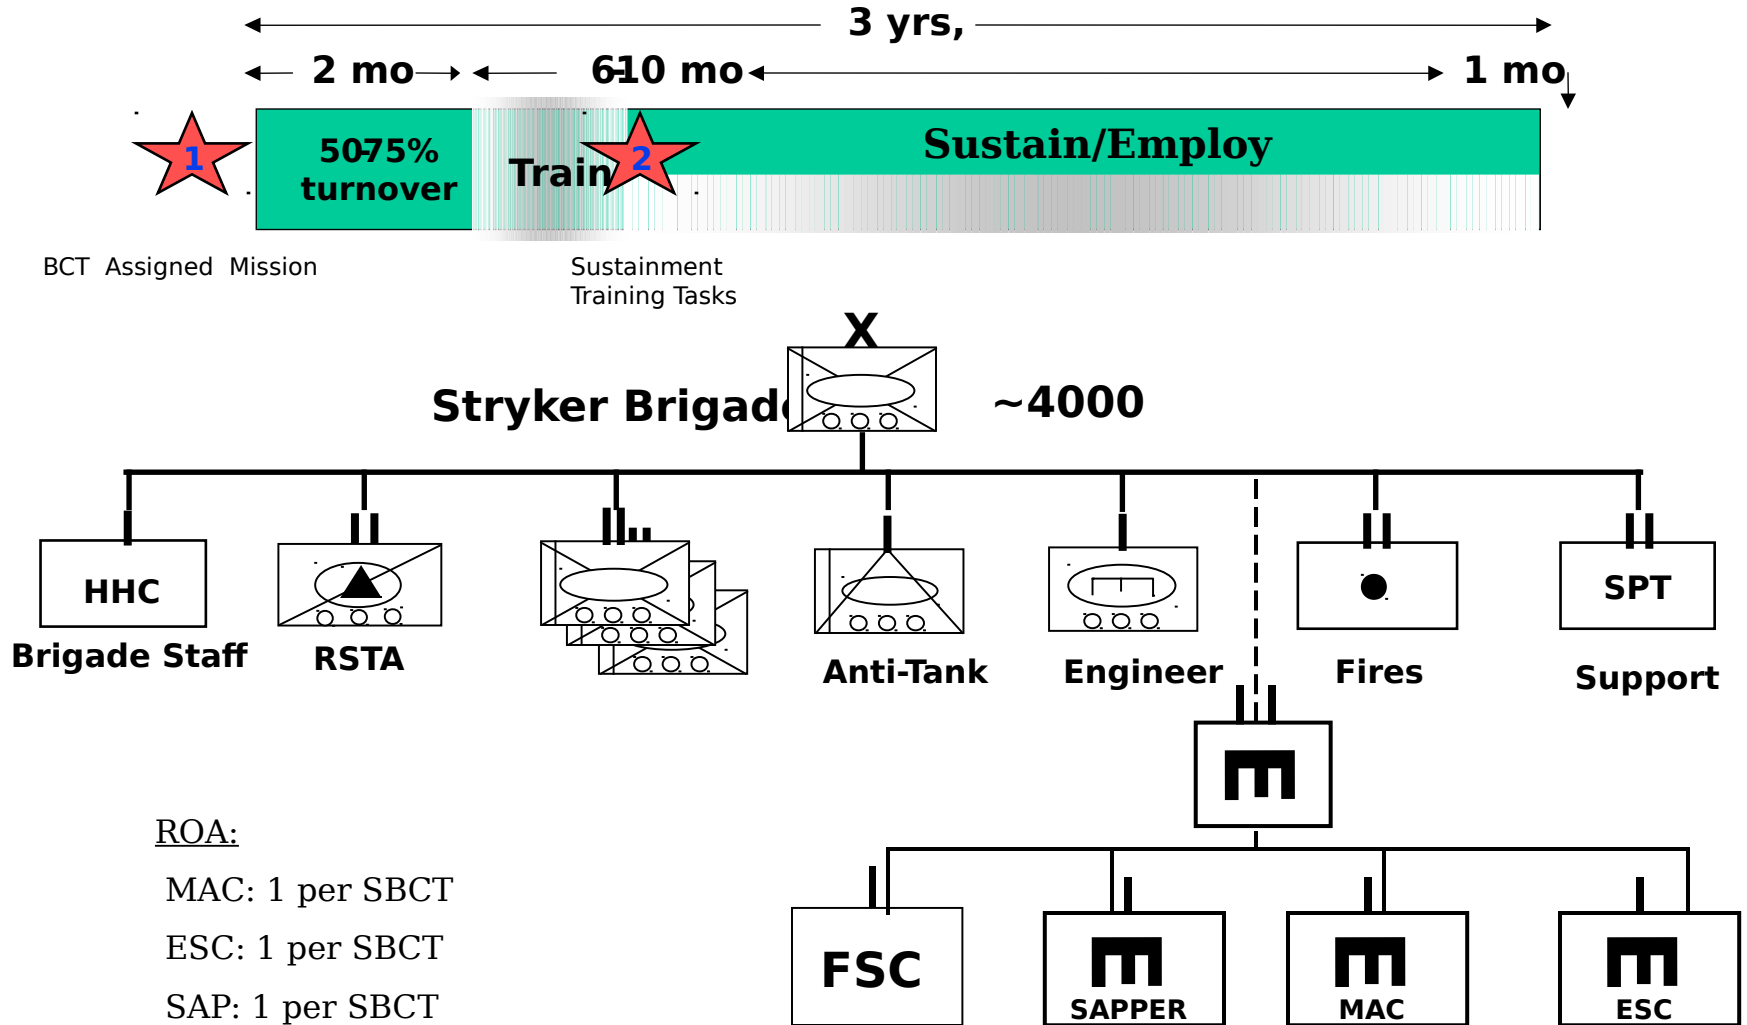 3 yrs,
2 mo
6-10 mo
1 mo
1
50-75%
turnover
Train
2
Sustain/Employ
BCT Assigned Mission
Sustainment
Training Tasks
X
Stryker Brigade
~4000
HHC
SPT
Brigade Staff
RSTA
Anti-Tank
Engineer
Fires
Support
ROA:
MAC: 1 per SBCT
ESC: 1 per SBCT
SAP: 1 per SBCT
FSC
SAPPER
MAC
ESC